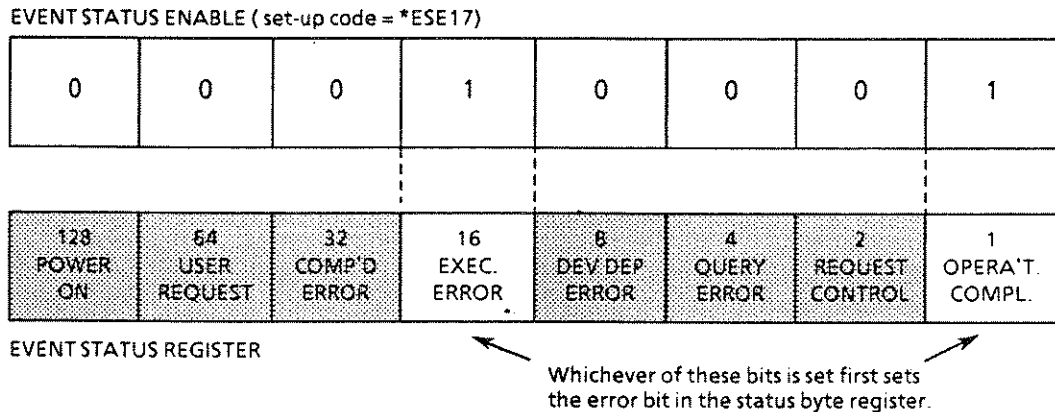 EVENT STATUS ENABLE ( set-up code = *ESE17)
0 0 0 1 0 0 0 1
128 64 32 16 8 4 2 1
POWER USER COMP'D EXEC. DEV DEP QUERY REQUEST OPERA'T.
ON REQUEST ERROR ERROR ERROR ERROR CONTROL COMPL.
EVENT STATUS REGISTER
Whichever of these bits is set first sets
the error bit in the status byte register.